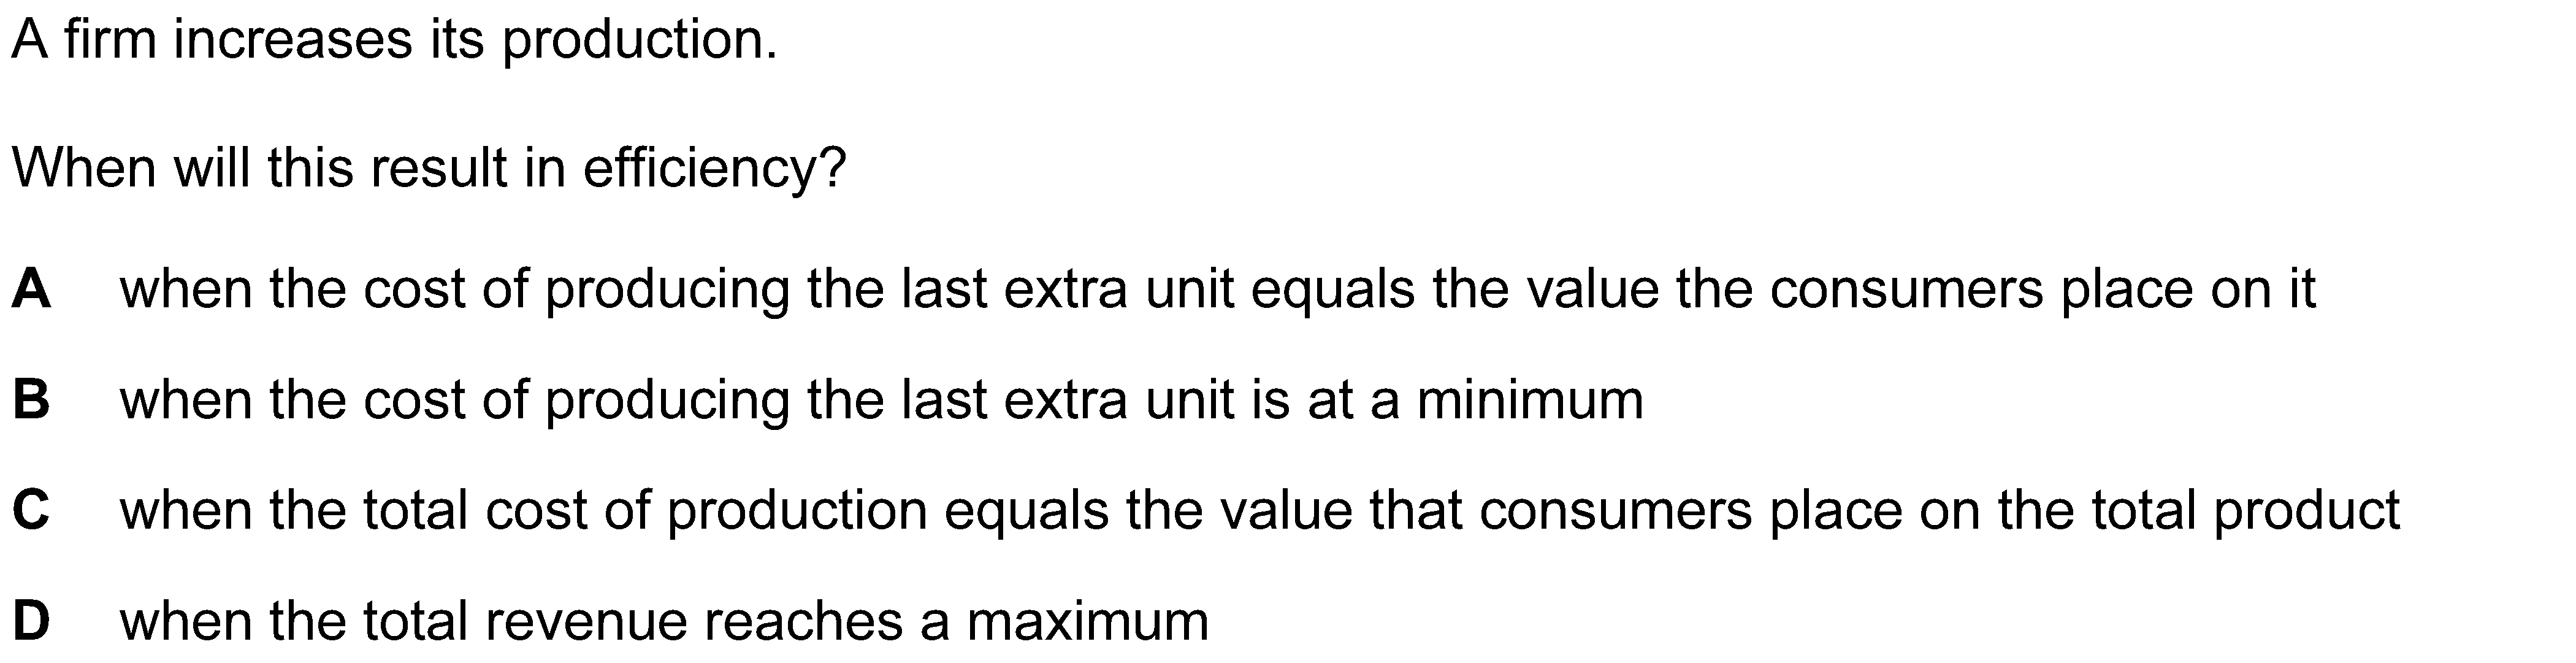 A firm increases its production.
When will this result in efficiency?
A when the cost of producing the last extra unit equals the value the consumers place on it
B when the cost of producing the last extra unit is at a minimum
C when the total cost of production equals the value that consumers place on the total product
D when the total revenue reaches a maximum